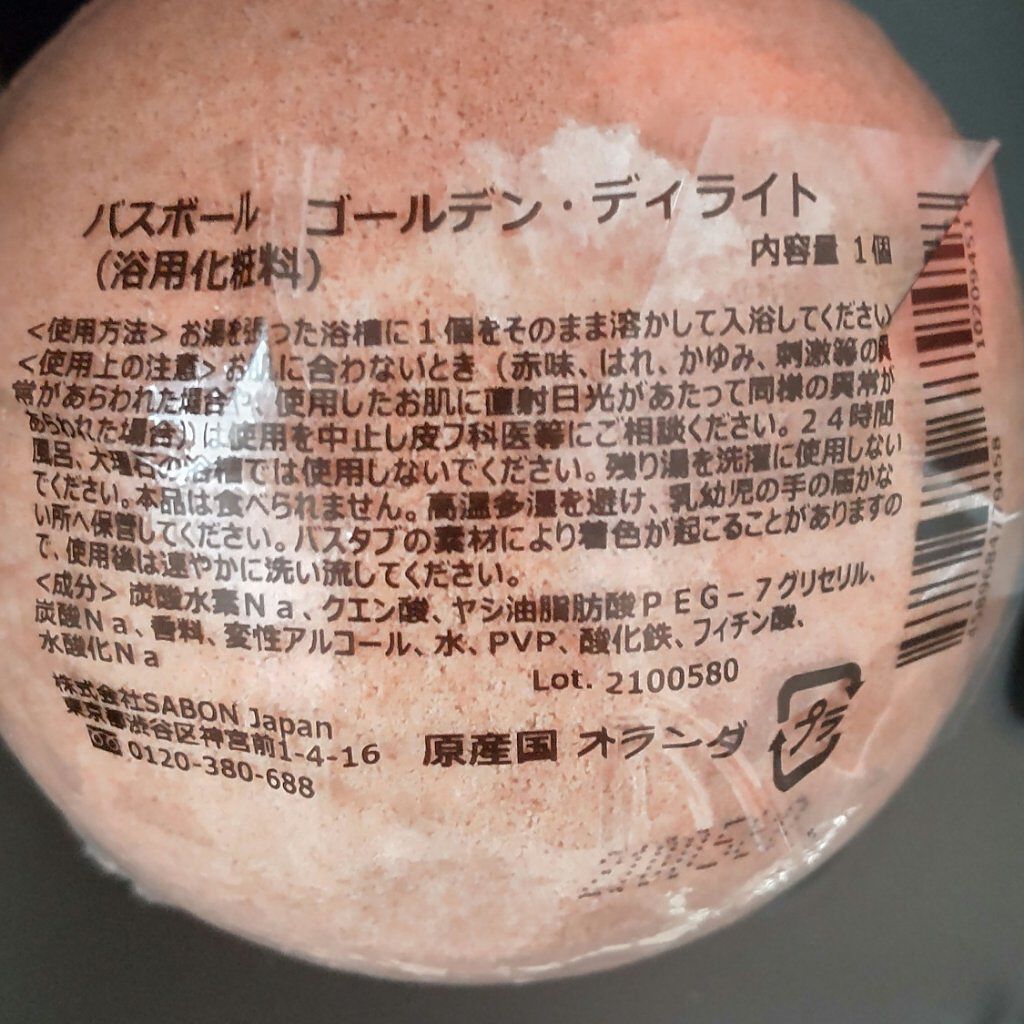 バスボール ゴールデン・ディライト
(浴用化粧料)
内容量 1個
<使用方法> お湯を張った浴槽に1個をそのまま溶かして入浴してください
<使用上の注意> お肌に合わないとき (赤味、はれ、かゆみ、刺激等の異
常があらわれた場合や、使用したお肌に直射日光があたって同様の異常が
あらわれた場合))は使用を中止し皮フ科医等にご相談ください。24時間
風呂、大理石の浴槽では使用しないでください。残り湯を洗濯に使用しない
でください。本品は食べられません。高温多湿を避け、乳幼児の手の届かな
い所へ保管してください。バスタブの素材により着色が起こることがありますの
で、使用後は速やかに洗い流してください。
<成分> 炭酸水素Na、クエン酸、ヤシ油脂肪酸PEG-7グリセリル、
炭酸Na、香料、変性アルコール、水、PVP、酸化鉄、フィチン酸、
水酸化Na
Lot. 2100580
株式会社SABON Japan
東京都渋谷区神宮前1-4-16
0120-380-688
原産国 オランダ
プラ